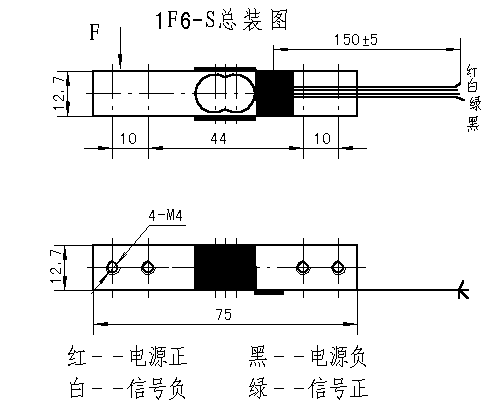 1F6-S总装图
F
150±5
红
白
绿
黑
12.7
10
44
10
4-M4
12.7
75
红--电源正 黑--电源负
白--信号负 绿--信号正